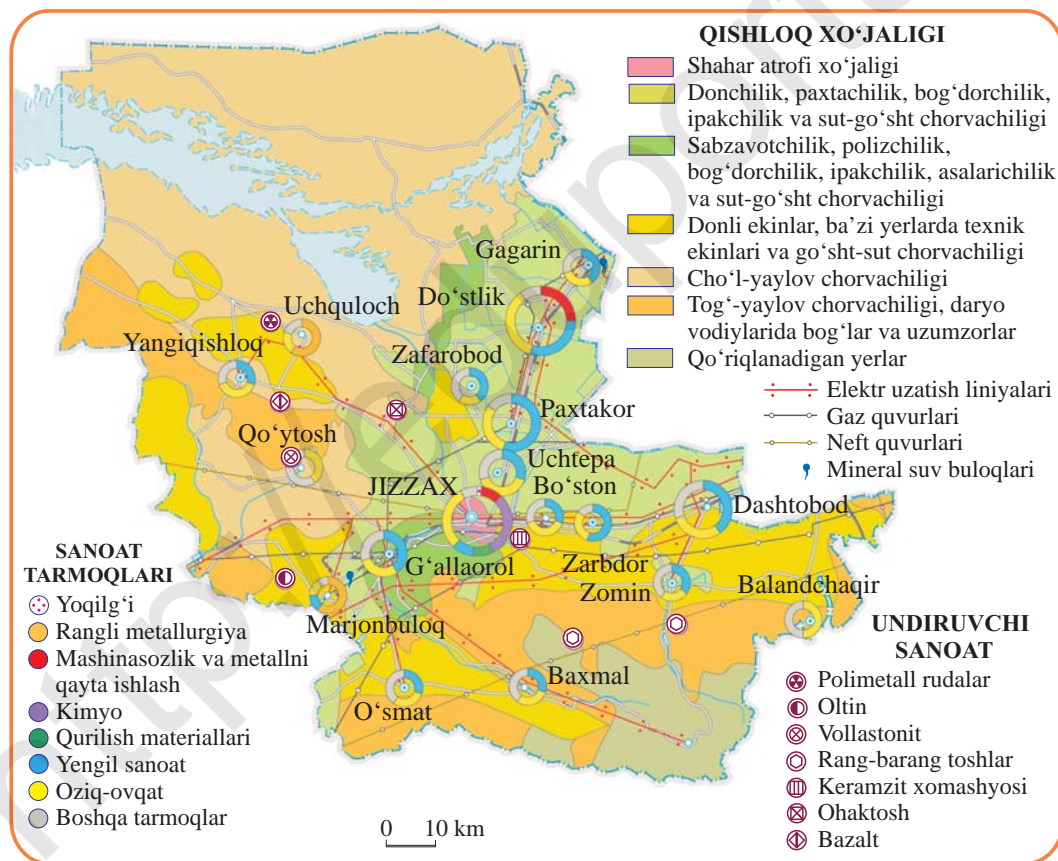 QISHLOQ XO‘JALIGI
Shahar atrofi xo‘jaligi
Donchilik, paxtachilik, bog‘dorchilik,
ipakchilik va sut-go‘sht chorvachiligi
Sabzavotchilik, polizchilik,
bog‘dorchilik, ipakchilik, asalarichilik
va sut-go‘sht chorvachiligi
Donli ekinlar, ba’zi yerlarda texnik
ekinlari va go‘sht-sut chorvachiligi
Cho‘l-yaylov chorvachiligi
Tog‘-yaylov chorvachiligi, daryo
vodiylarida bog‘lar va uzumzorlar
Qo‘riqlanadigan yerlar
Elektr uzatish liniyalari
Gaz quvurlari
Neft quvurlari
Mineral suv buloqlari
Gagarin
Do‘stlik
Uchquloch
Yangiqishloq
Zafarobod
Paxtakor
Qo‘ytosh
Uchtepa
JIZZAX
Bo‘ston
Dashtobod
G‘allaorol
Zarbdor
Zomin
Balandchaqir
Marjonbuloq
Baxmal
O‘smat
SANOAT
TARMOQLARI
Yoqilg‘i
Rangli metallurgiya
Mashinasozlik va metallni
qayta ishlash
Kimyo
Qurilish materiallari
Yengil sanoat
Oziq-ovqat
Boshqa tarmoqlar
0 10 km
UNDIRUVCHI
SANOAT
Polimetall rudalar
Oltin
Vollastonit
Rang-barang toshlar
Keramzit xomashyosi
Ohaktosh
Bazalt